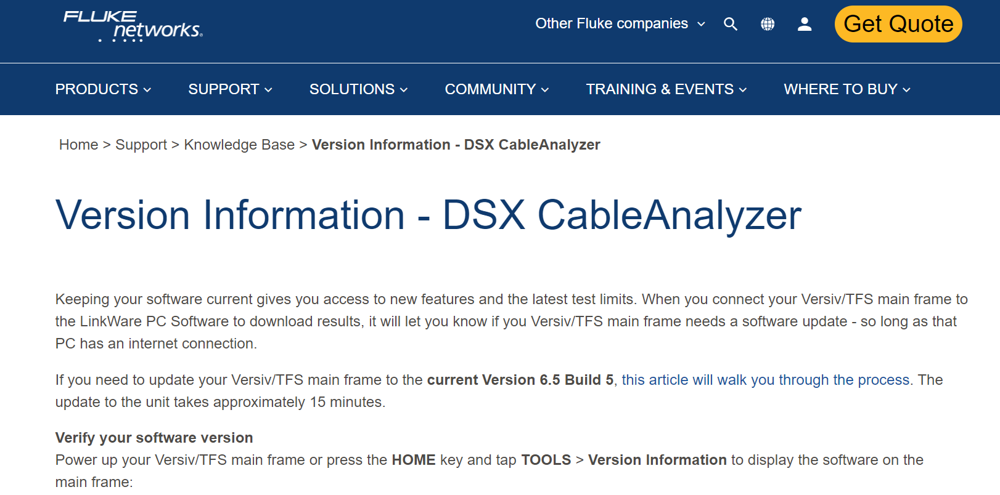 FLUKE
networks®
Other Fluke companies
Get Quote
PRODUCTS
SUPPORT
SOLUTIONS
COMMUNITY
TRAINING & EVENTS
WHERE TO BUY
Home > Support > Knowledge Base > Version Information - DSX CableAnalyzer
Version Information - DSX CableAnalyzer
Keeping your software current gives you access to new features and the latest test limits. When you connect your Versiv/TFS main frame to
the LinkWare PC Software to download results, it will let you know if you Versiv/TFS main frame needs a software update - so long as that
PC has an internet connection.
If you need to update your Versiv/TFS main frame to the current Version 6.5 Build 5, this article will walk you through the process. The
update to the unit takes approximately 15 minutes.
Verify your software version
Power up your Versiv/TFS main frame or press the HOME key and tap TOOLS > Version Information to display the software on the
main frame: